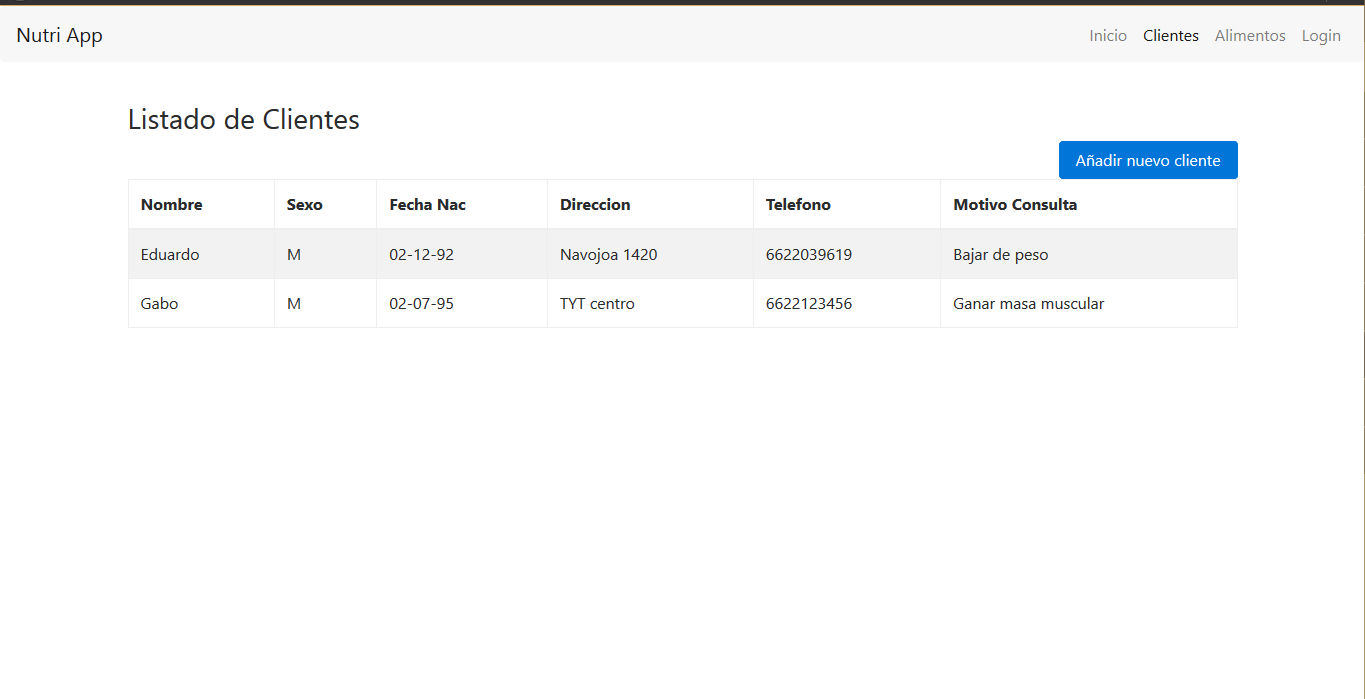 Nutri App Inicio Clientes Alimentos Login
Listado de Clientes
Añadir nuevo cliente
Nombre Sexo Fecha Nac Direccion Telefono Motivo Consulta
Eduardo M 02-12-92 Navojoa 1420 6622039619 Bajar de peso
Gabo M 02-07-95 TYT centro 6622123456 Ganar masa muscular